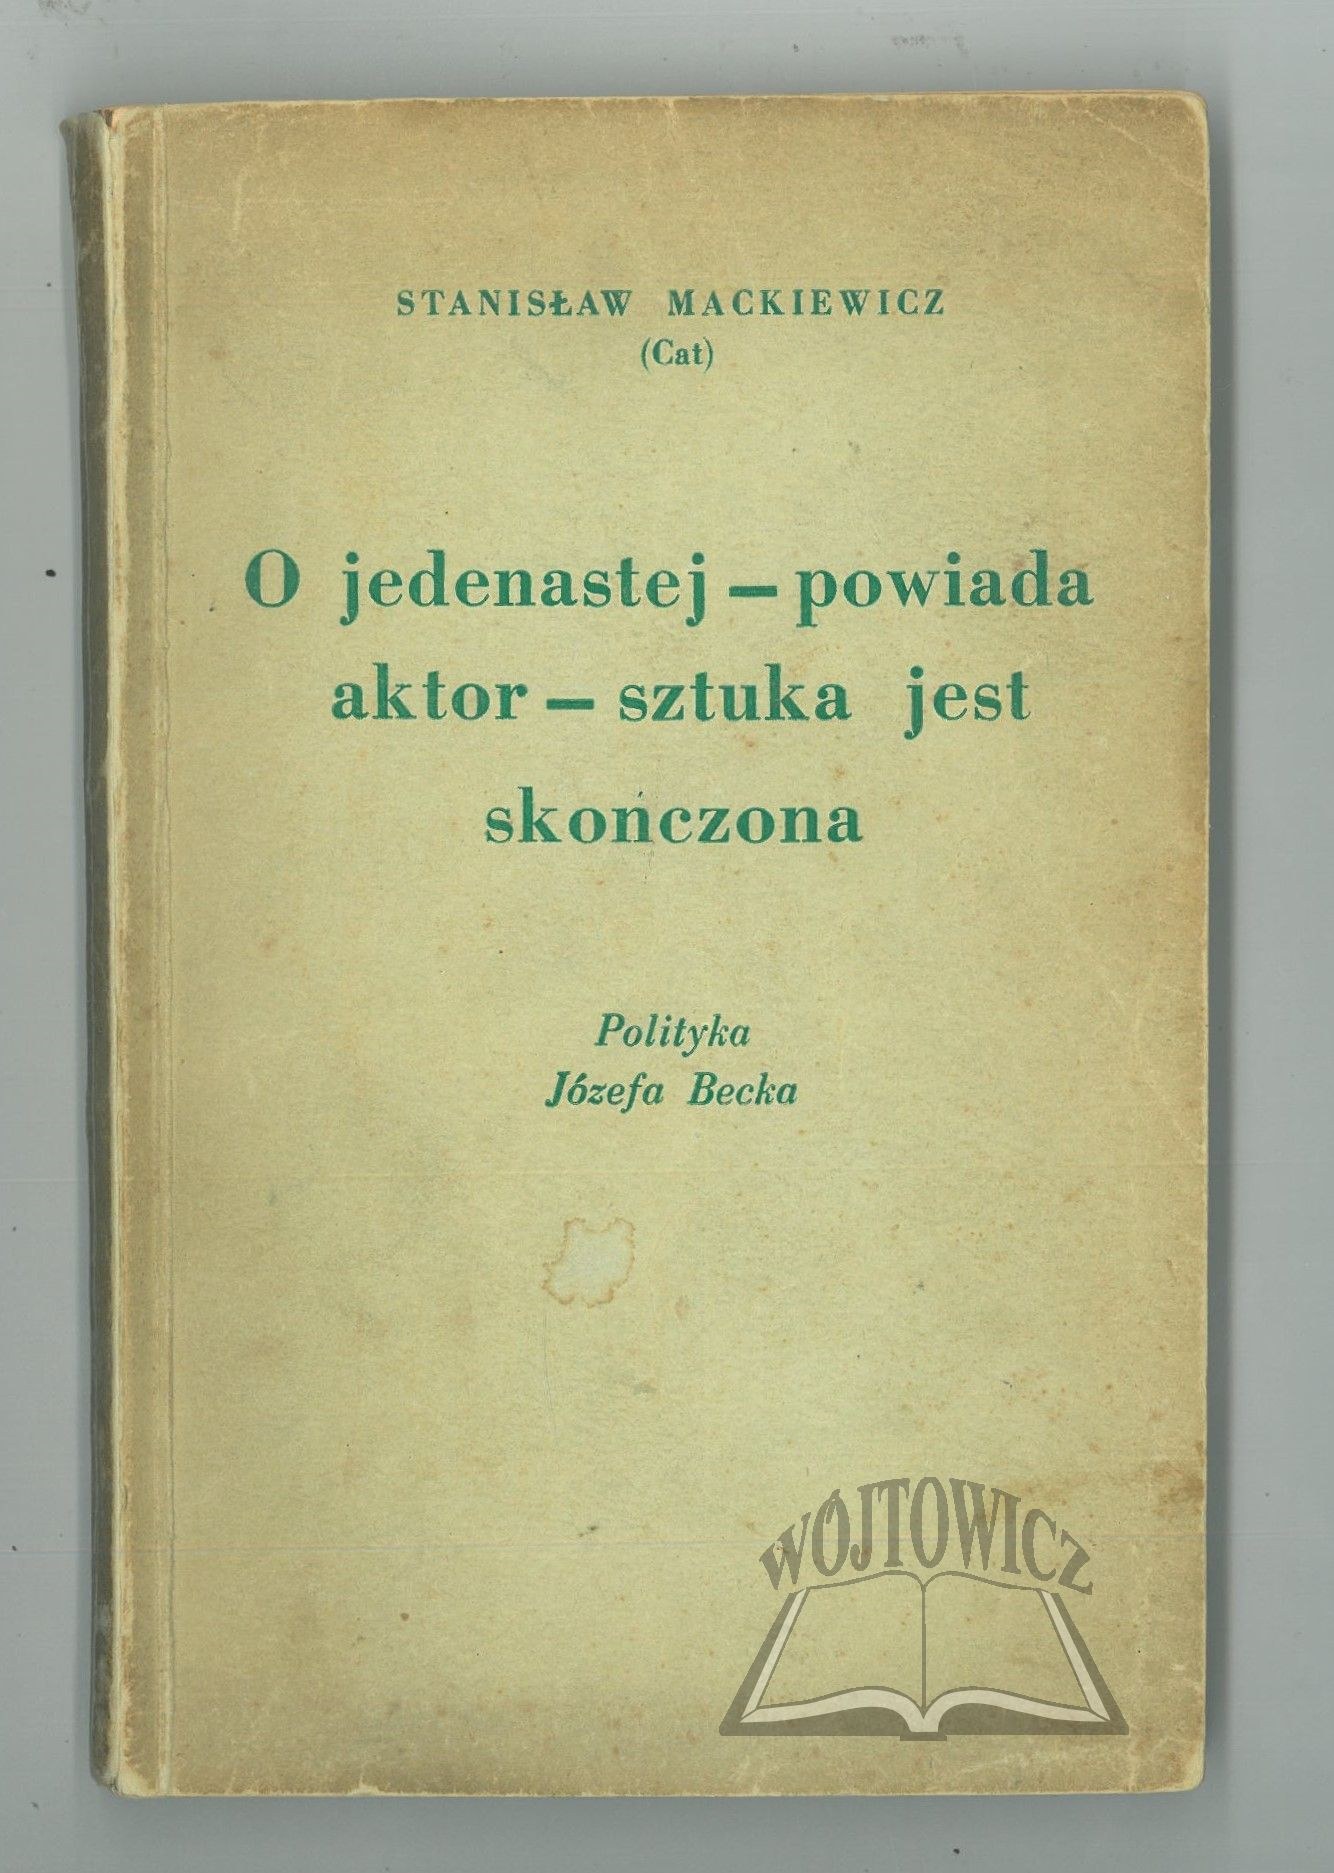 STANISŁAW MACKIEWICZ
(Cat)
O jedenastej – powiada
aktor – sztuka jest
skończona
Polityka
Józefa Becka
WÓJTOWICZ